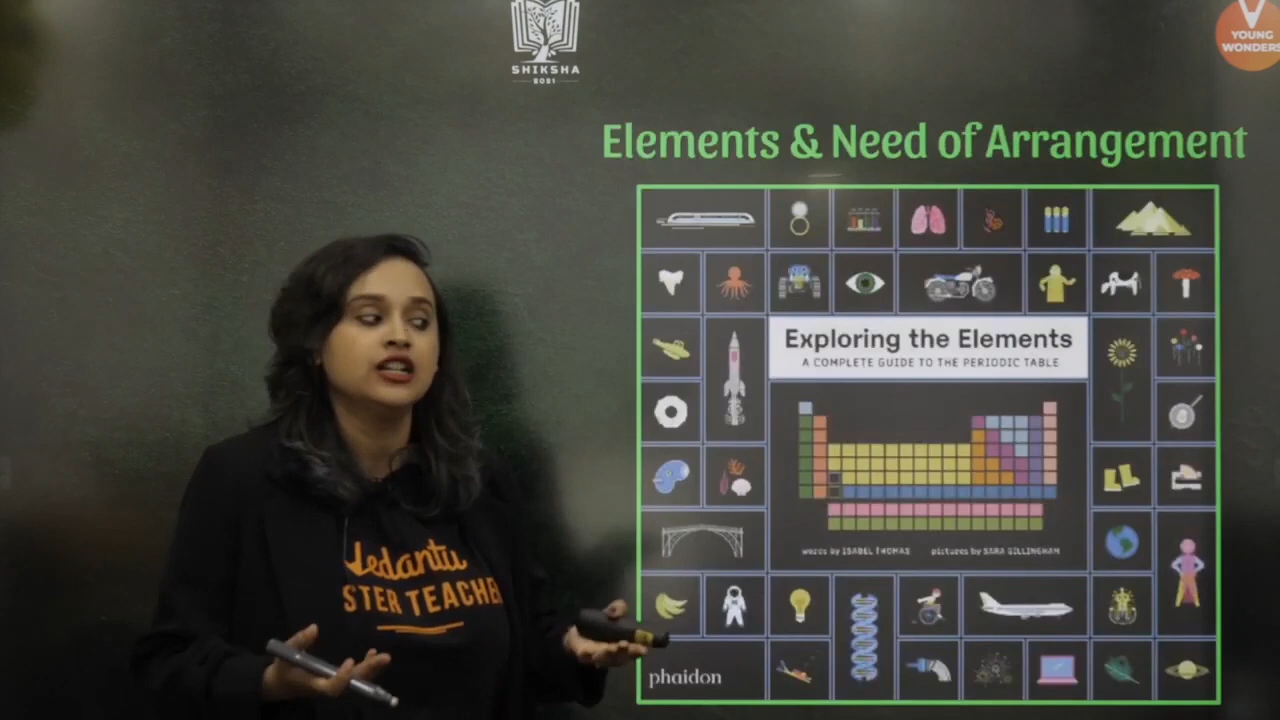 SHIKSHA
YOUNG
WONDERS
Elements & Need of Arrangement
Exploring the Elements
A COMPLETE GUIDE TO THE PERIODIC TABLE
words by ISABEL THOMAS
pictures by SARA GILLINGHAM
phaidon
Vedantu
STER TEACHE